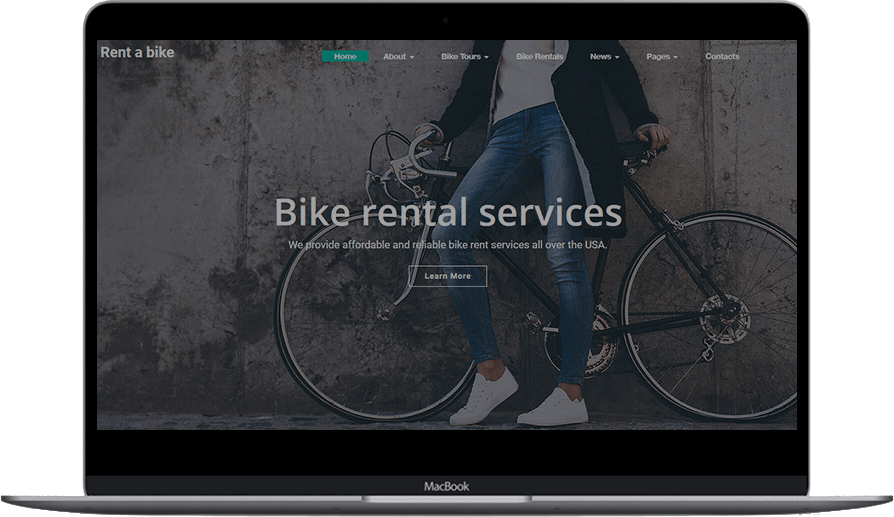 Rent a bike
Home About Bike Tours Bike Rentals News Pages Contacts
Bike rental services
We provide affordable and reliable bike rent services all over the USA.
Learn More
MacBook